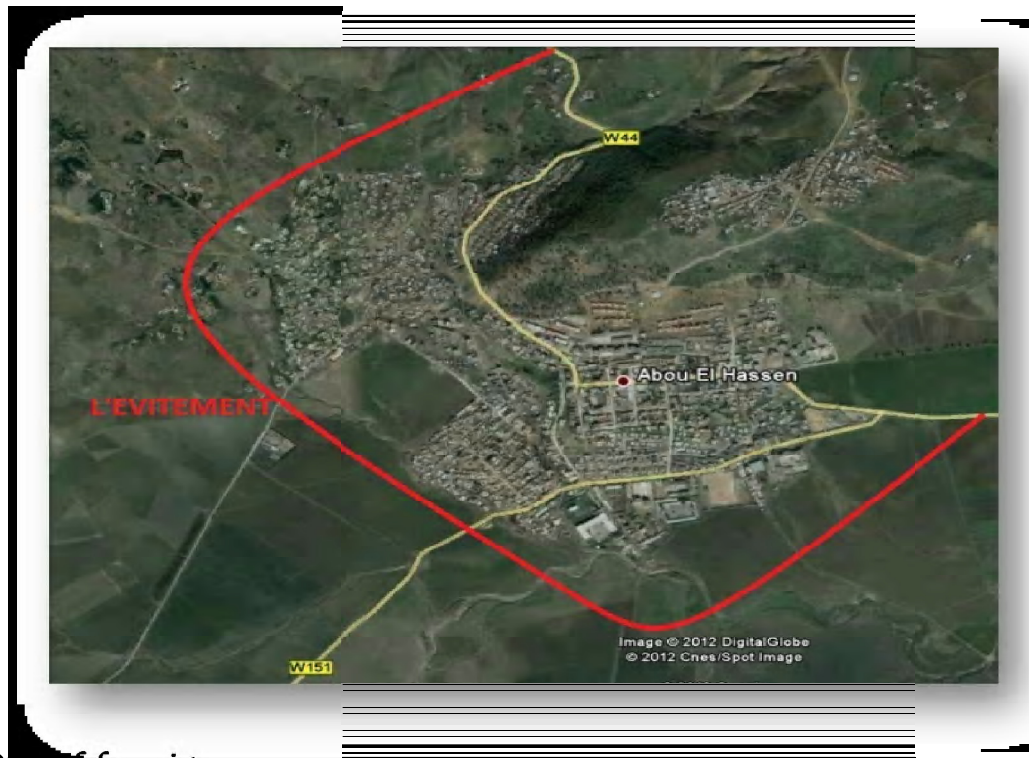 W44
Abou El Hassen
L'EVITEMENT
Image © 2012 DigitalGlobe
© 2012 Cnes/Spot Image
W151